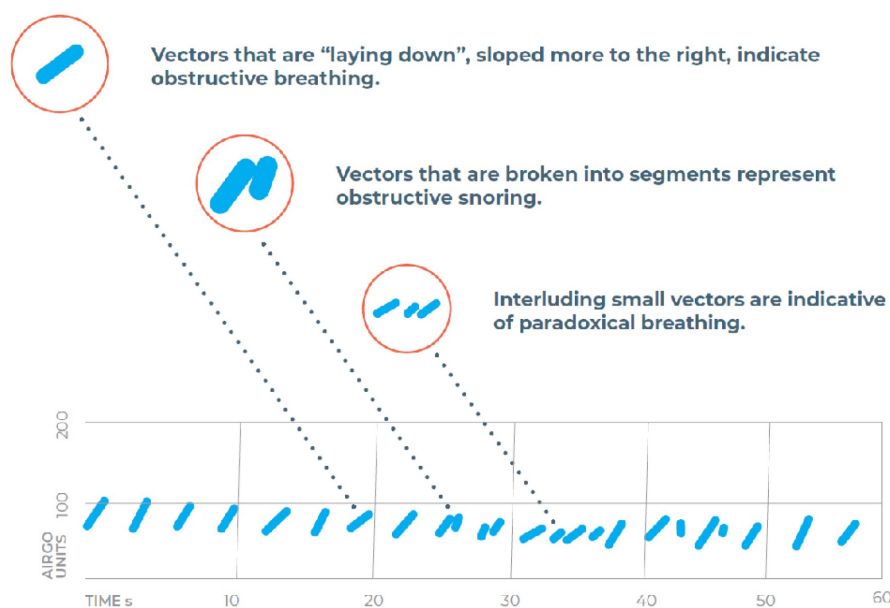 Vectors that are “laying down”, sloped more to the right, indicate
obstructive breathing.
Vectors that are broken into segments represent
obstructive snoring.
Interluding small vectors are indicative
of paradoxical breathing.
200
100
AIRGO
UNITS
TIME s 10 20 30 40 50 60